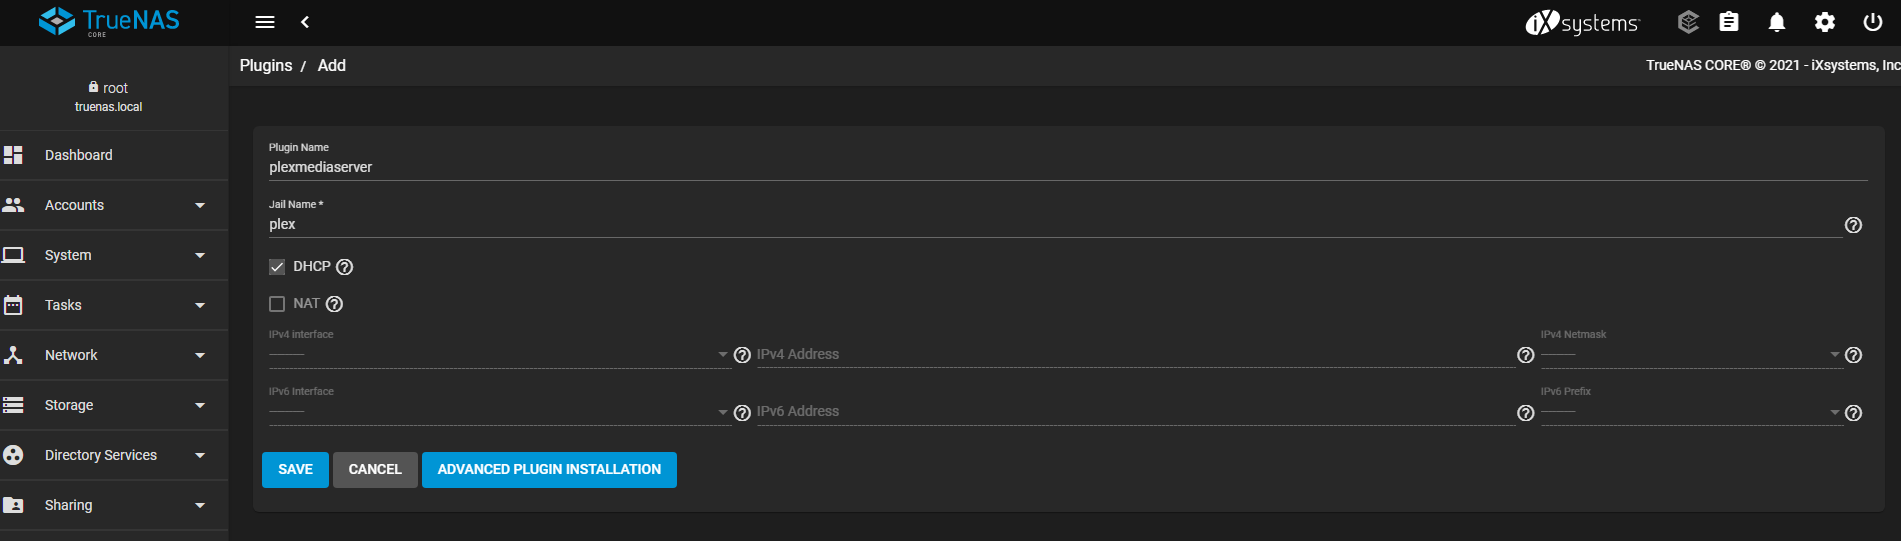 TrueNAS
CORE
iXsystems
Plugins / Add
TrueNAS CORE® © 2021 - iXsystems, Inc
root
truenas.local
Dashboard
Accounts
System
Tasks
Network
Storage
Directory Services
Sharing
Plugin Name
plexmediaserver
Jail Name *
plex
DHCP
NAT
IPv4 interface
IPv4 Address
IPv4 Netmask
IPv6 Interface
IPv6 Address
IPv6 Prefix
SAVE CANCEL ADVANCED PLUGIN INSTALLATION